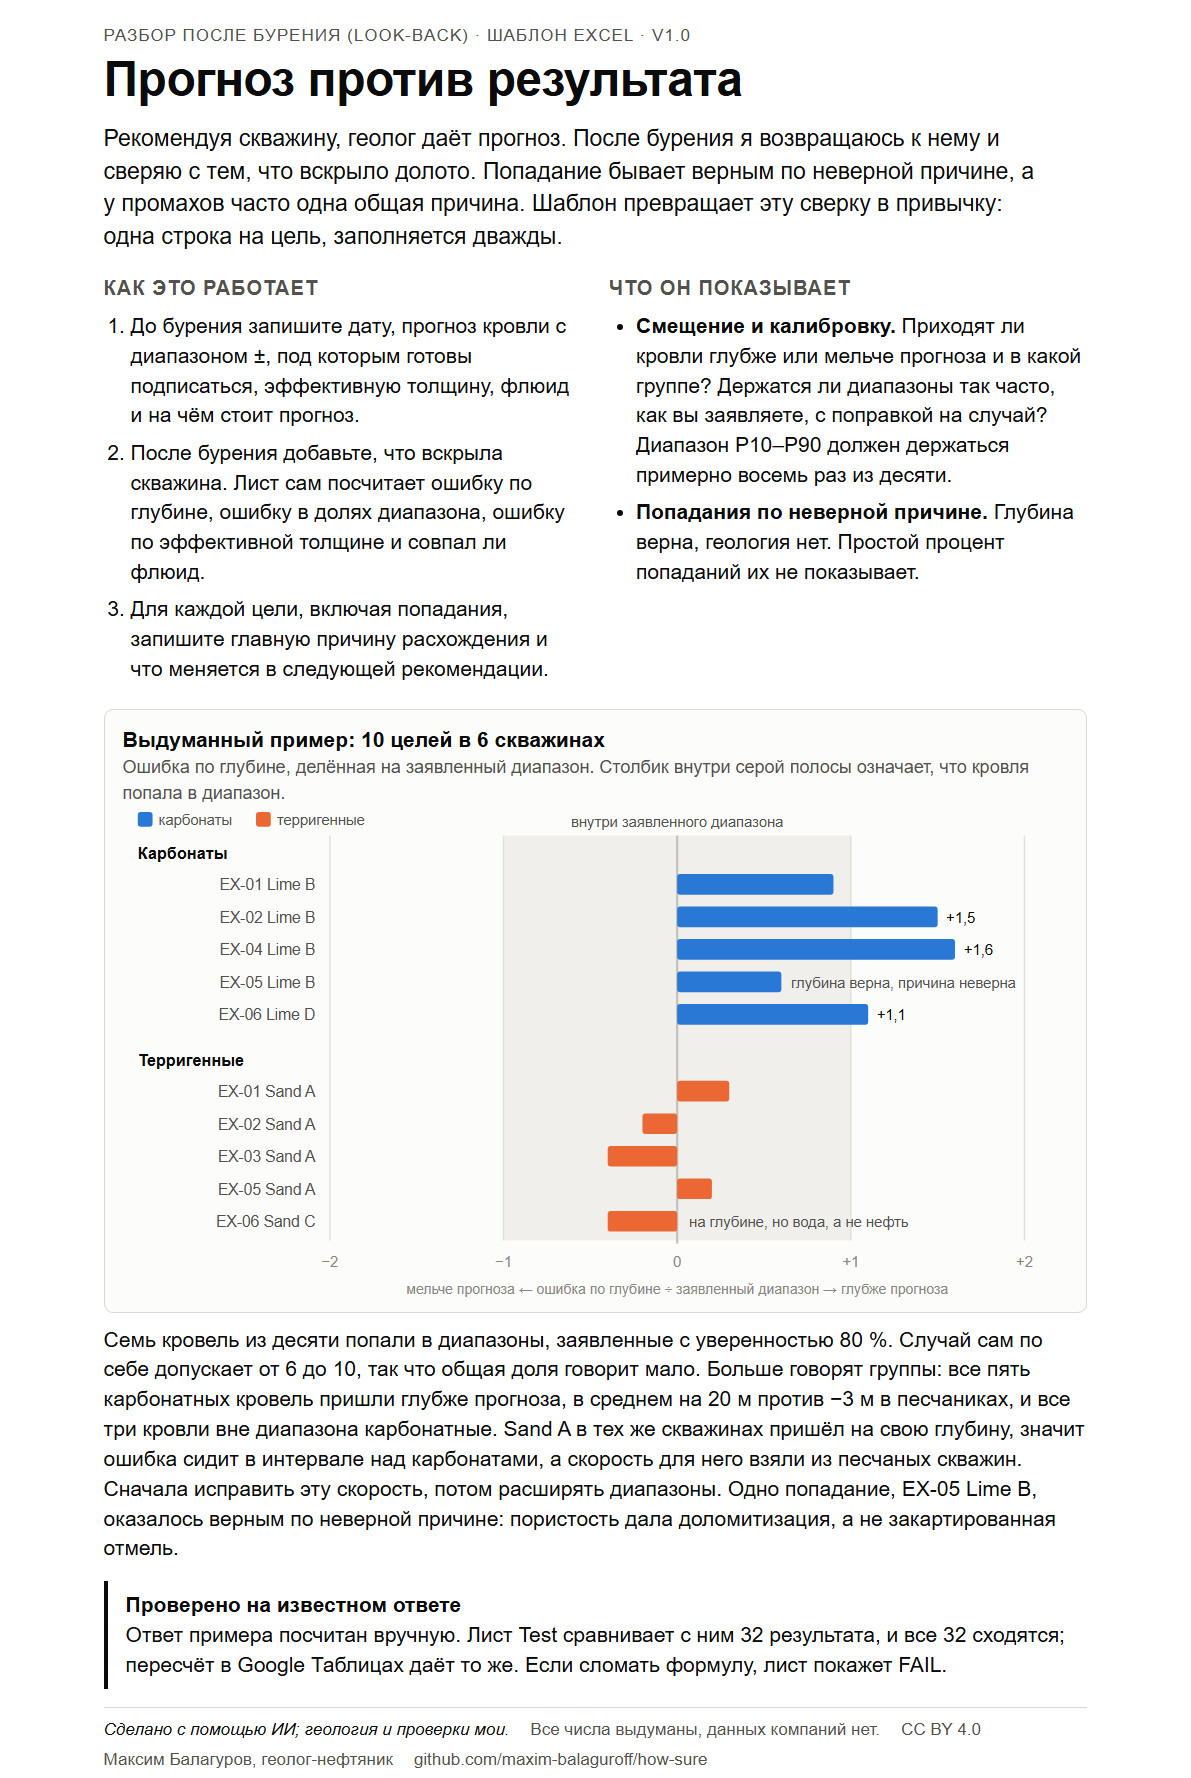 РАЗБОР ПОСЛЕ БУРЕНИЯ (LOOK-BACK) · ШАБЛОН EXCEL · V1.0
Прогноз против результата
Рекомендуя скважину, геолог даёт прогноз. После бурения я возвращаюсь к нему и
сверяю с тем, что вскрыло долото. Попадание бывает верным по неверной причине, а
у промахов часто одна общая причина. Шаблон превращает эту сверку в привычку:
одна строка на цель, заполняется дважды.
КАК ЭТО РАБОТАЕТ
1. До бурения запишите дату, прогноз кровли с
диапазоном ±, под которым готовы
подписаться, эффективную толщину, флюид
и на чём стоит прогноз.
2. После бурения добавьте, что вскрыла
скважина. Лист сам посчитает ошибку по
глубине, ошибку в долях диапазона, ошибку
по эффективной толщине и совпал ли
флюид.
3. Для каждой цели, включая попадания,
запишите главную причину расхождения и
что меняется в следующей рекомендации.
ЧТО ОН ПОКАЗЫВАЕТ
• Смещение и калибровку. Приходят ли
кровли глубже или мельче прогноза и в какой
группе? Держатся ли диапазоны так часто,
как вы заявляете, с поправкой на случай?
Диапазон P10–P90 должен держаться
примерно восемь раз из десяти.
• Попадания по неверной причине. Глубина
верна, геология нет. Простой процент
попаданий их не показывает.
Выдуманный пример: 10 целей в 6 скважинах
Ошибка по глубине, делённая на заявленный диапазон. Столбик внутри серой полосы означает, что кровля
попала в диапазон.
карбонаты терригенные
внутри заявленного диапазона
Карбонаты
EX-01 Lime B
EX-02 Lime B +1,5
EX-04 Lime B +1,6
EX-05 Lime B глубина верна, причина неверна
EX-06 Lime D +1,1
Терригенные
EX-01 Sand A
EX-02 Sand A
EX-03 Sand A
EX-05 Sand A
EX-06 Sand C на глубине, но вода, а не нефть
−2 −1 0 +1 +2
мельче прогноза ← ошибка по глубине ÷ заявленный диапазон → глубже прогноза
Семь кровель из десяти попали в диапазоны, заявленные с уверенностью 80 %. Случай сам по
себе допускает от 6 до 10, так что общая доля говорит мало. Больше говорят группы: все пять
карбонатных кровель пришли глубже прогноза, в среднем на 20 м против −3 м в песчаниках, и все
три кровли вне диапазона карбонатные. Sand A в тех же скважинах пришёл на свою глубину, значит
ошибка сидит в интервале над карбонатами, а скорость для него взяли из песчаных скважин.
Сначала исправить эту скорость, потом расширять диапазоны. Одно попадание, EX-05 Lime B,
оказалось верным по неверной причине: пористость дала доломитизация, а не закартированная
отмель.
Проверено на известном ответе
Ответ примера посчитан вручную. Лист Test сравнивает с ним 32 результата, и все 32 сходятся;
пересчёт в Google Таблицах даёт то же. Если сломать формулу, лист покажет FAIL.
Сделано с помощью ИИ; геология и проверки мои. Все числа выдуманы, данных компаний нет. CC BY 4.0
Максим Балагуров, геолог-нефтяник github.com/maxim-balaguroff/how-sure